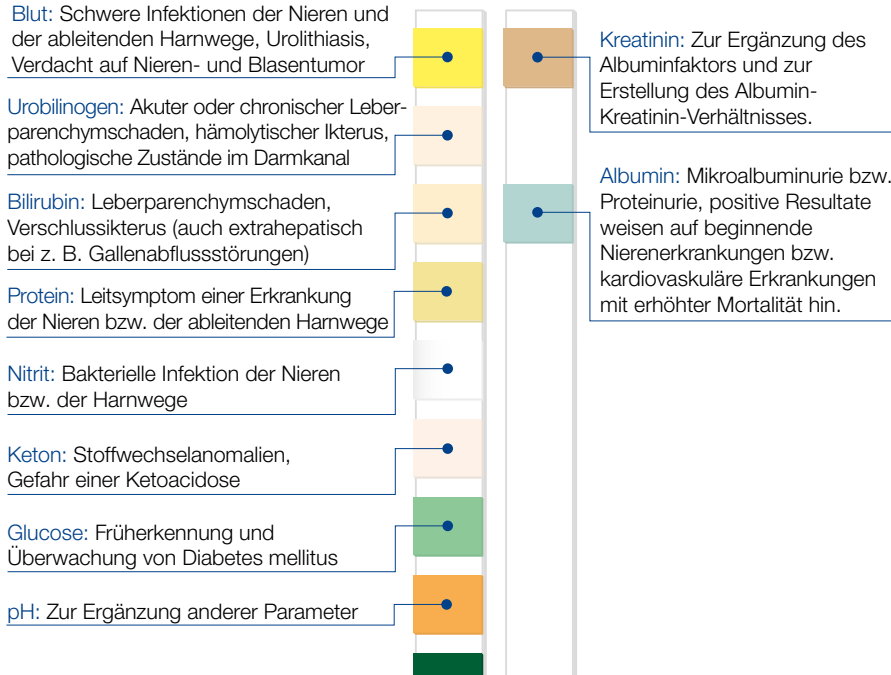 Blut: Schwere Infektionen der Nieren und
der ableitenden Harnwege, Urolithiasis,
Verdacht auf Nieren- und Blasentumor
Urobilinogen: Akuter oder chronischer Leber-
parenchymschaden, hämolytischer Ikterus,
pathologische Zustände im Darmkanal
Bilirubin: Leberparenchymschaden,
Verschlussikterus (auch extrahepatisch
bei z. B. Gallenabflussstörungen)
Protein: Leitsymptom einer Erkrankung
der Nieren bzw. der ableitenden Harnwege
Nitrit: Bakterielle Infektion der Nieren
bzw. der Harnwege
Keton: Stoffwechselanomalien,
Gefahr einer Ketoacidose
Glucose: Früherkennung und
Überwachung von Diabetes mellitus
pH: Zur Ergänzung anderer Parameter
Kreatinin: Zur Ergänzung des
Albuminfaktors und zur
Erstellung des Albumin-
Kreatinin-Verhältnisses.
Albumin: Mikroalbuminurie bzw.
Proteinurie, positive Resultate
weisen auf beginnende
Nierenerkrankungen bzw.
kardiovaskuläre Erkrankungen
mit erhöhter Mortalität hin.